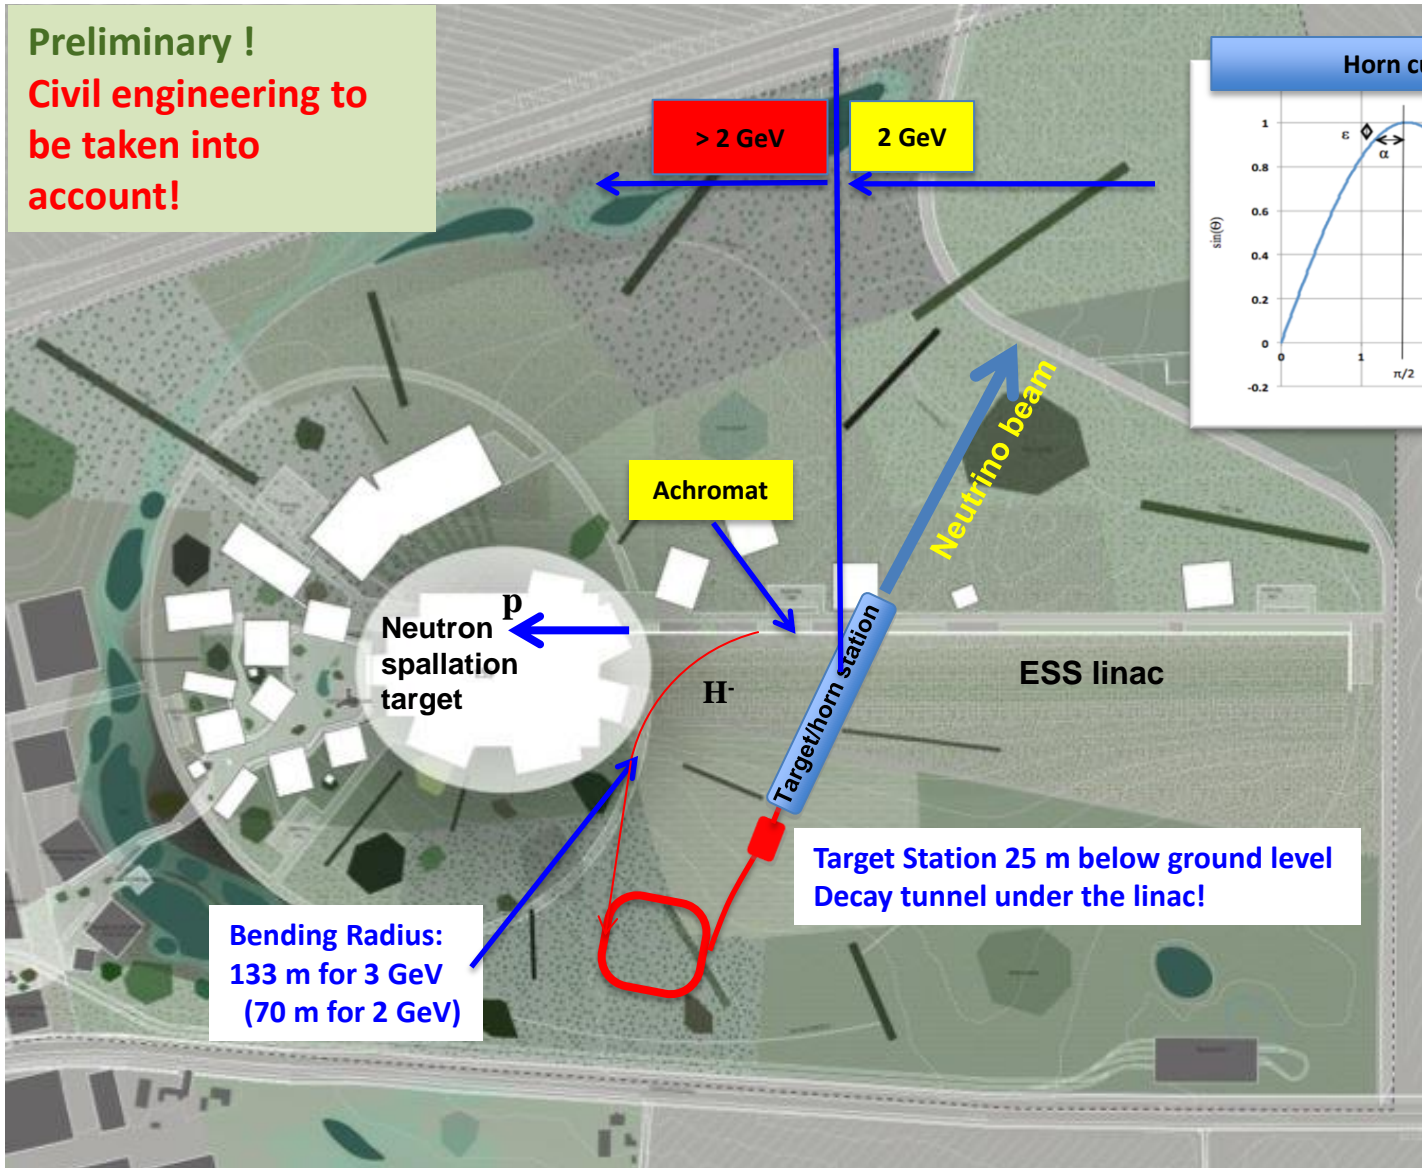 Preliminary !
Civil engineering to
be taken into
account!
> 2 GeV
2 GeV
Horn cu
1
0.8
0.6
0.4
0.2
0
-0.2
sin(Θ)
ε
α
0
1
π/2
Neutrino beam
Achromat
p
Neutron
spallation
target
H-
Target/horn station
ESS linac
Target Station 25 m below ground level
Decay tunnel under the linac!
Bending Radius:
133 m for 3 GeV
(70 m for 2 GeV)